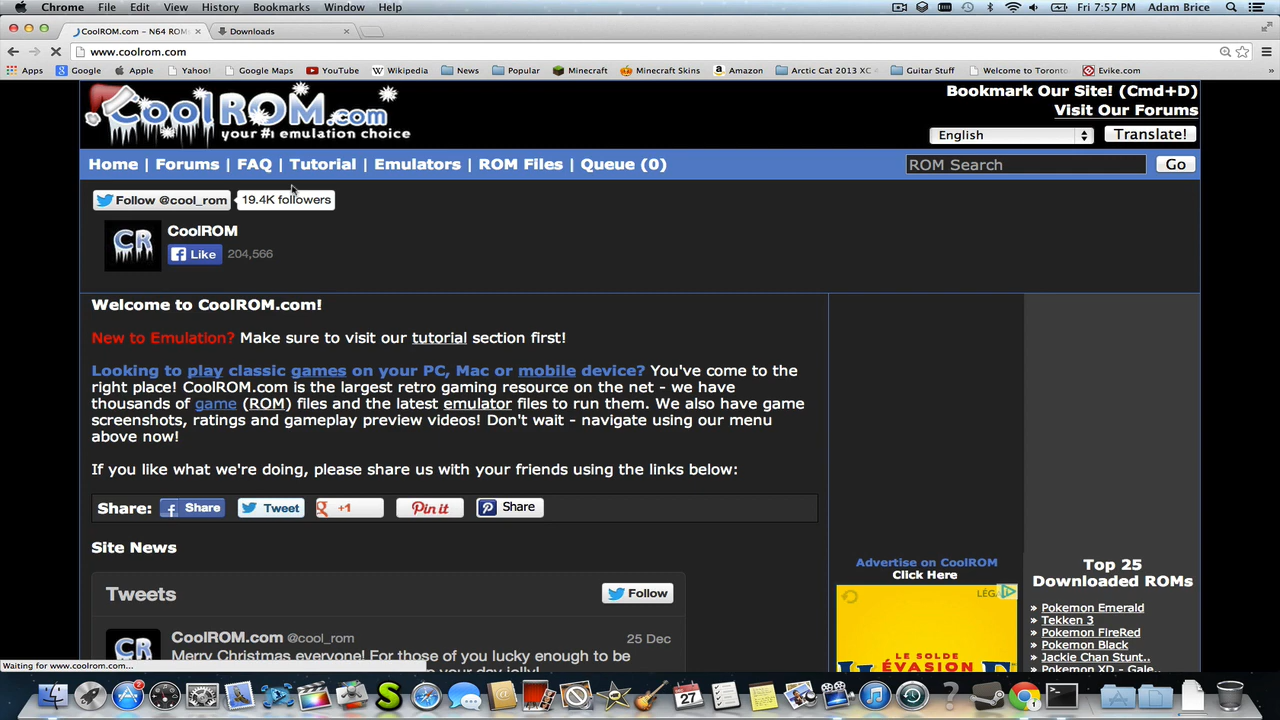 Chrome File Edit View History Bookmarks Window Help Fri 7:57 PM Adam Brice
CoolROM.com – N64 ROM Downloads
www.coolrom.com
Apps Google Apple Yahoo! Google Maps YouTube Wikipedia News Popular Minecraft Minecraft Skins Amazon Arctic Cat 2013 XC Guitar Stuff Welcome to Toront Evike.com »
CoolROM.com
your #1 emulation choice
Bookmark Our Site! (Cmd+D)
Visit Our Forums
English Translate!
Home | Forums | FAQ | Tutorial | Emulators | ROM Files | Queue (0) ROM Search Go
Follow @cool_rom 19.4K followers
CR
CoolROM
Like 204,566
Welcome to CoolROM.com!
New to Emulation? Make sure to visit our tutorial section first!
Looking to play classic games on your PC, Mac or mobile device? You've come to the
right place! CoolROM.com is the largest retro gaming resource on the net - we have
thousands of game (ROM) files and the latest emulator files to run them. We also have game
screenshots, ratings and gameplay preview videos! Don't wait - navigate using our menu
above now!
If you like what we're doing, please share us with your friends using the links below:
Share: Share Tweet +1 Pin it Share
Site News
Tweets Follow
CoolROM.com @cool_rom 25 Dec
Merry Christmas everyone! For those of you lucky enough to be
Advertise on CoolROM
Click Here
LE SOLDE
ÉVASION
Top 25
Downloaded ROMs
» Pokemon Emerald
» Tekken 3
» Pokemon FireRed
» Pokemon Black
» Jackie Chan Stunt..
» Pokemon XD - Gale..
Waiting for www.coolrom.com...
27